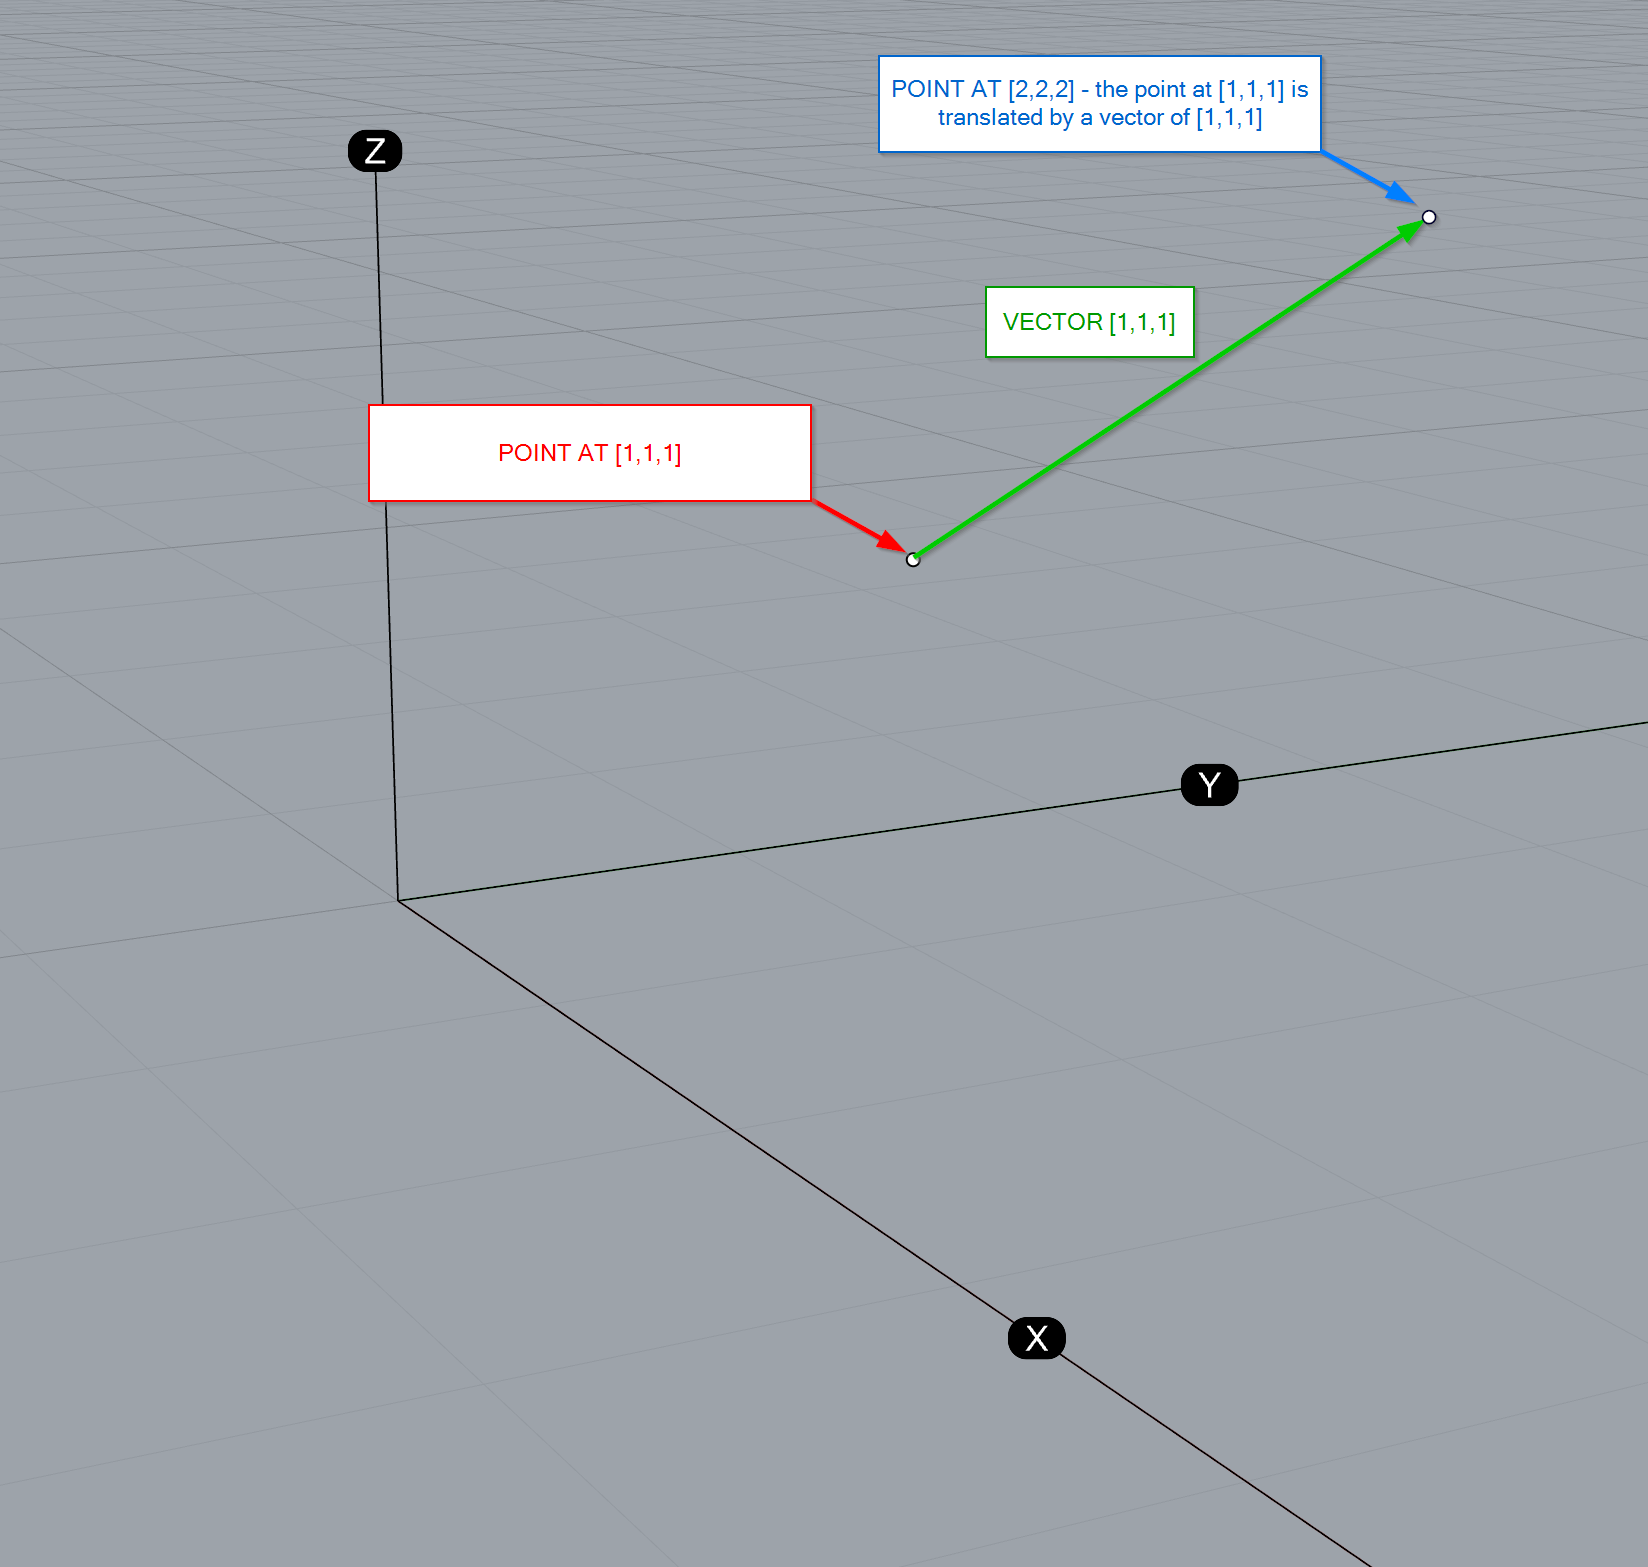 POINT AT [2,2,2] - the point at [1,1,1] is
translated by a vector of [1,1,1]
Z
VECTOR [1,1,1]
POINT AT [1,1,1]
Y
X